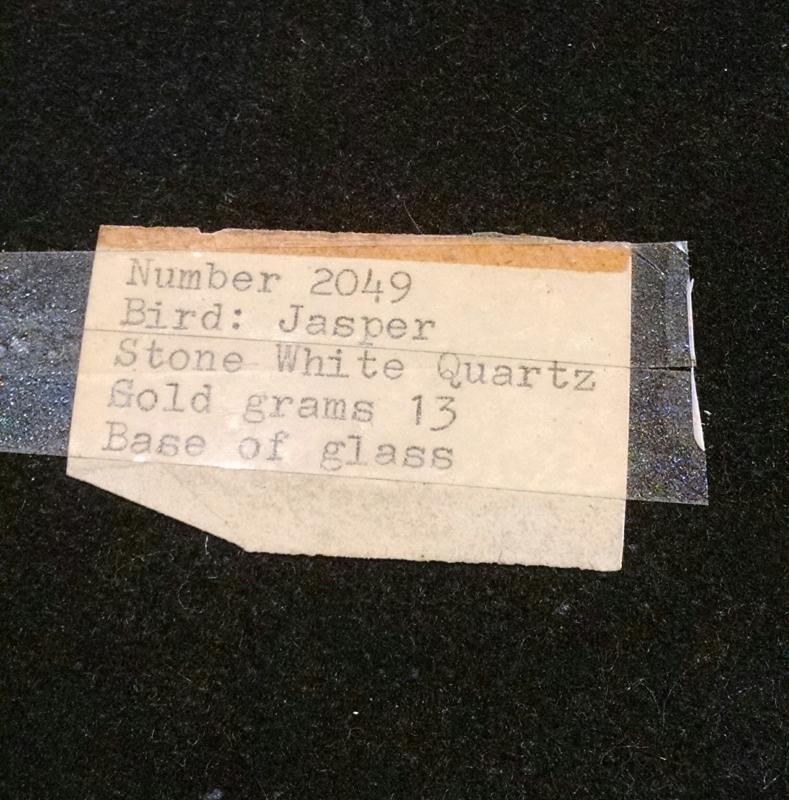 Number 2049
Bird: Jasper
Stone White Quartz
Gold grams 13
Base of glass